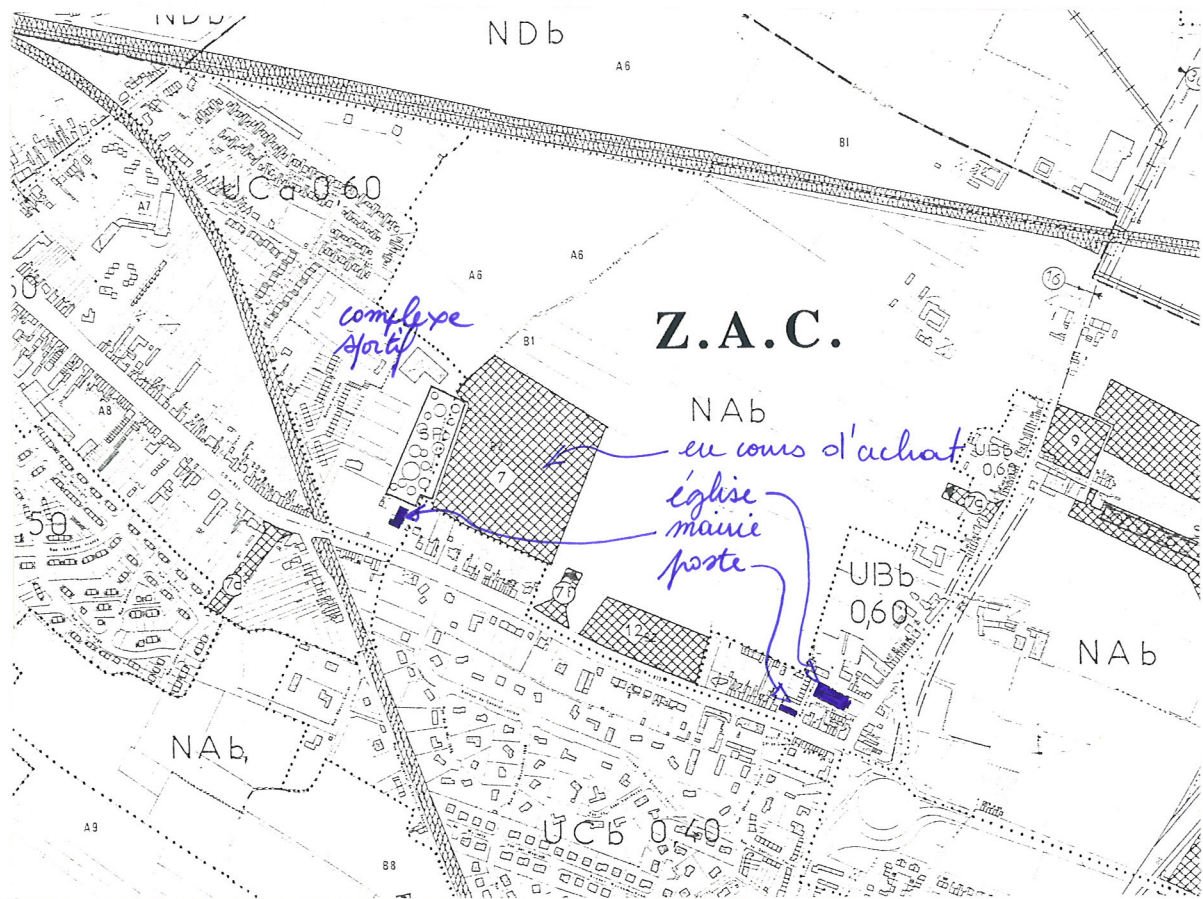 NDb
NDb
A6
B1
UCa 0,60
A7
A6
A6
16
complexe
sportif
B1
Z.A.C.
NAb
A8
en cours d'achat
7
église
mairie
poste
UBb
0,60
9
50
UBb
0,60
12
NAb
NAb
A9
UCb 0,40
B8